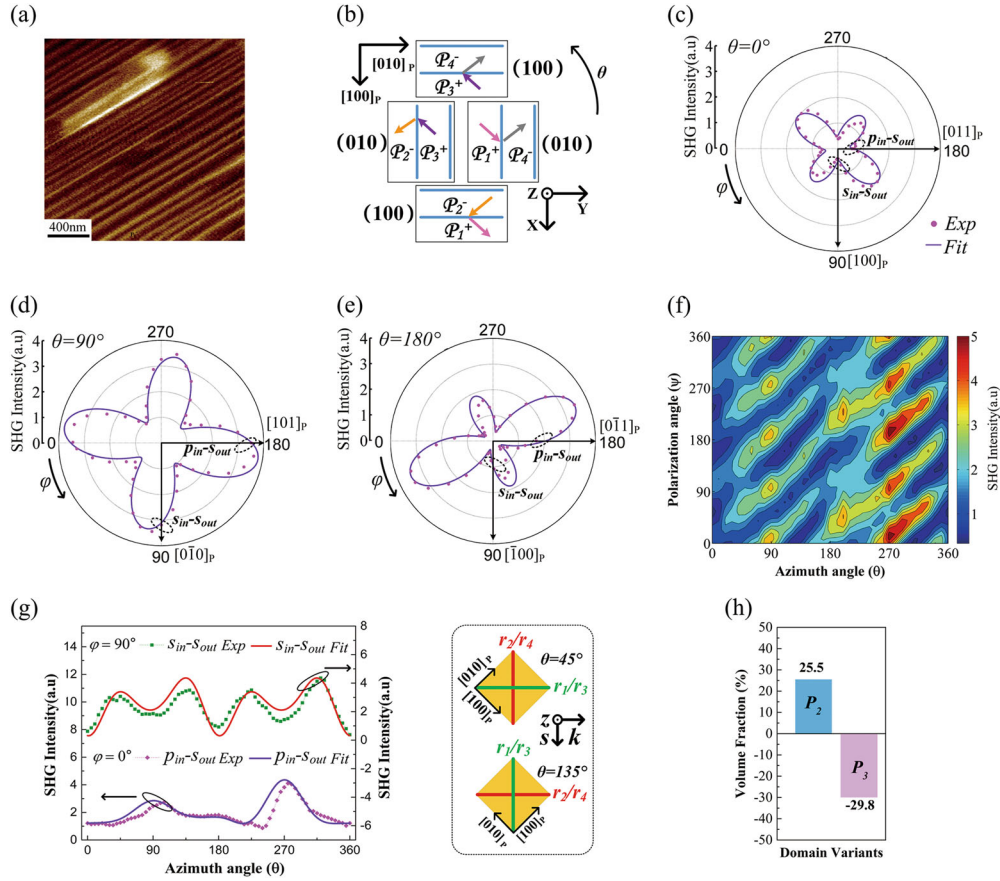 (a)
400nm
(b)
[010]P
[100]P
P4-
P3+
(100)
θ
(010)
P2- P3+
P1+ P4-
(010)
(100)
P2-
P1+
Z
Y
X
(c)
θ=0°
270
SHG Intensity(a.u)
4
3
2
1
0
0
φ
[011]P
180
pin-sout
sin-sout
90 [100]P
Exp
Fit
(d)
θ=90°
270
SHG Intensity(a.u)
4
3
2
1
0
0
φ
[101]P
180
pin-sout
sin-sout
90 [01̄0]P
(e)
θ=180°
270
SHG Intensity(a.u)
4
3
2
1
0
0
φ
[01̄1]P
180
pin-sout
sin-sout
90 [1̄00]P
(f)
Polarization angle (φ)
360
270
180
90
0
0 90 180 270 360
Azimuth angle (θ)
5
4
3
2
1
SHG Intensity(a.u)
(g)
SHG Intensity(a.u)
14
12
10
8
6
4
2
0
φ=90° sin-sout Exp sin-sout Fit
φ=0° pin-sout Exp pin-sout Fit
8
6
4
2
0
-2
-4
-6
SHG Intensity(a.u)
0 90 180 270 360
Azimuth angle (θ)
r2/r4
[010]P
θ=45°
[100]P
r1/r3
z
s k
r1/r3
θ=135°
r2/r4
[010]P [100]P
(h)
Volume Fraction (%)
50
40
30
20
10
0
-10
-20
-30
-40
-50
25.5
P2
P3
-29.8
Domain Variants